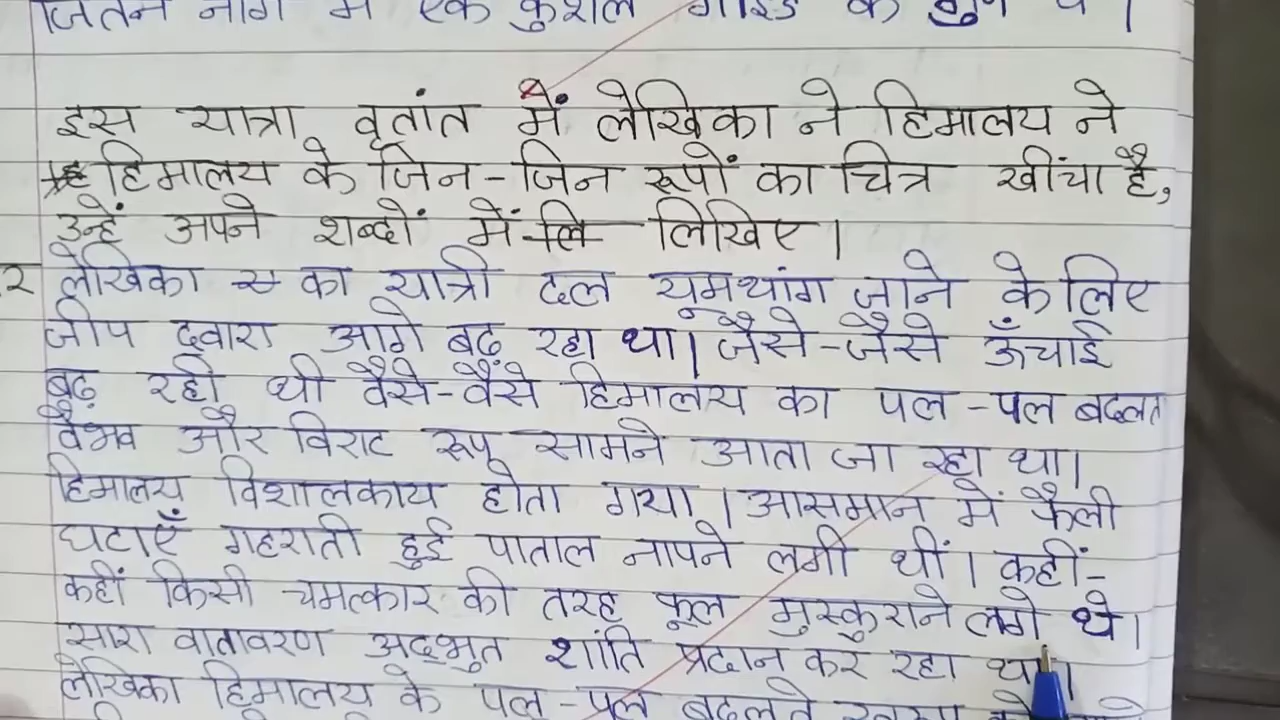 जितेन नार्गे में एक कुशल गाइड के गुण थे।
इस यात्रा वृतांत में लेखिका ने हिमालय ने
हिमालय के जिन-जिन रूपों का चित्र खींचा है,
उन्हें अपने शब्दों में लि लिखिए।
.2 लेखिका का यात्री दल यूमथांग जाने के लिए
जीप द्वारा आगे बढ़ रहा था। जैसे-जैसे ऊँचाई
बढ़ रही थी वैसे-वैसे हिमालय का पल-पल बदलता
वैभव और विराट रूप सामने आता जा रहा था।
हिमालय विशालकाय होता गया। आसमान में फैली
घटाएँ गहराती हुई पाताल नापने लगी थीं। कहीं-
कहीं किसी चमत्कार की तरह फूल मुस्कुराने लगे थे।
सारा वातावरण अद्भुत शांति प्रदान कर रहा था।
लेखिका हिमालय के पल-पल बदलते